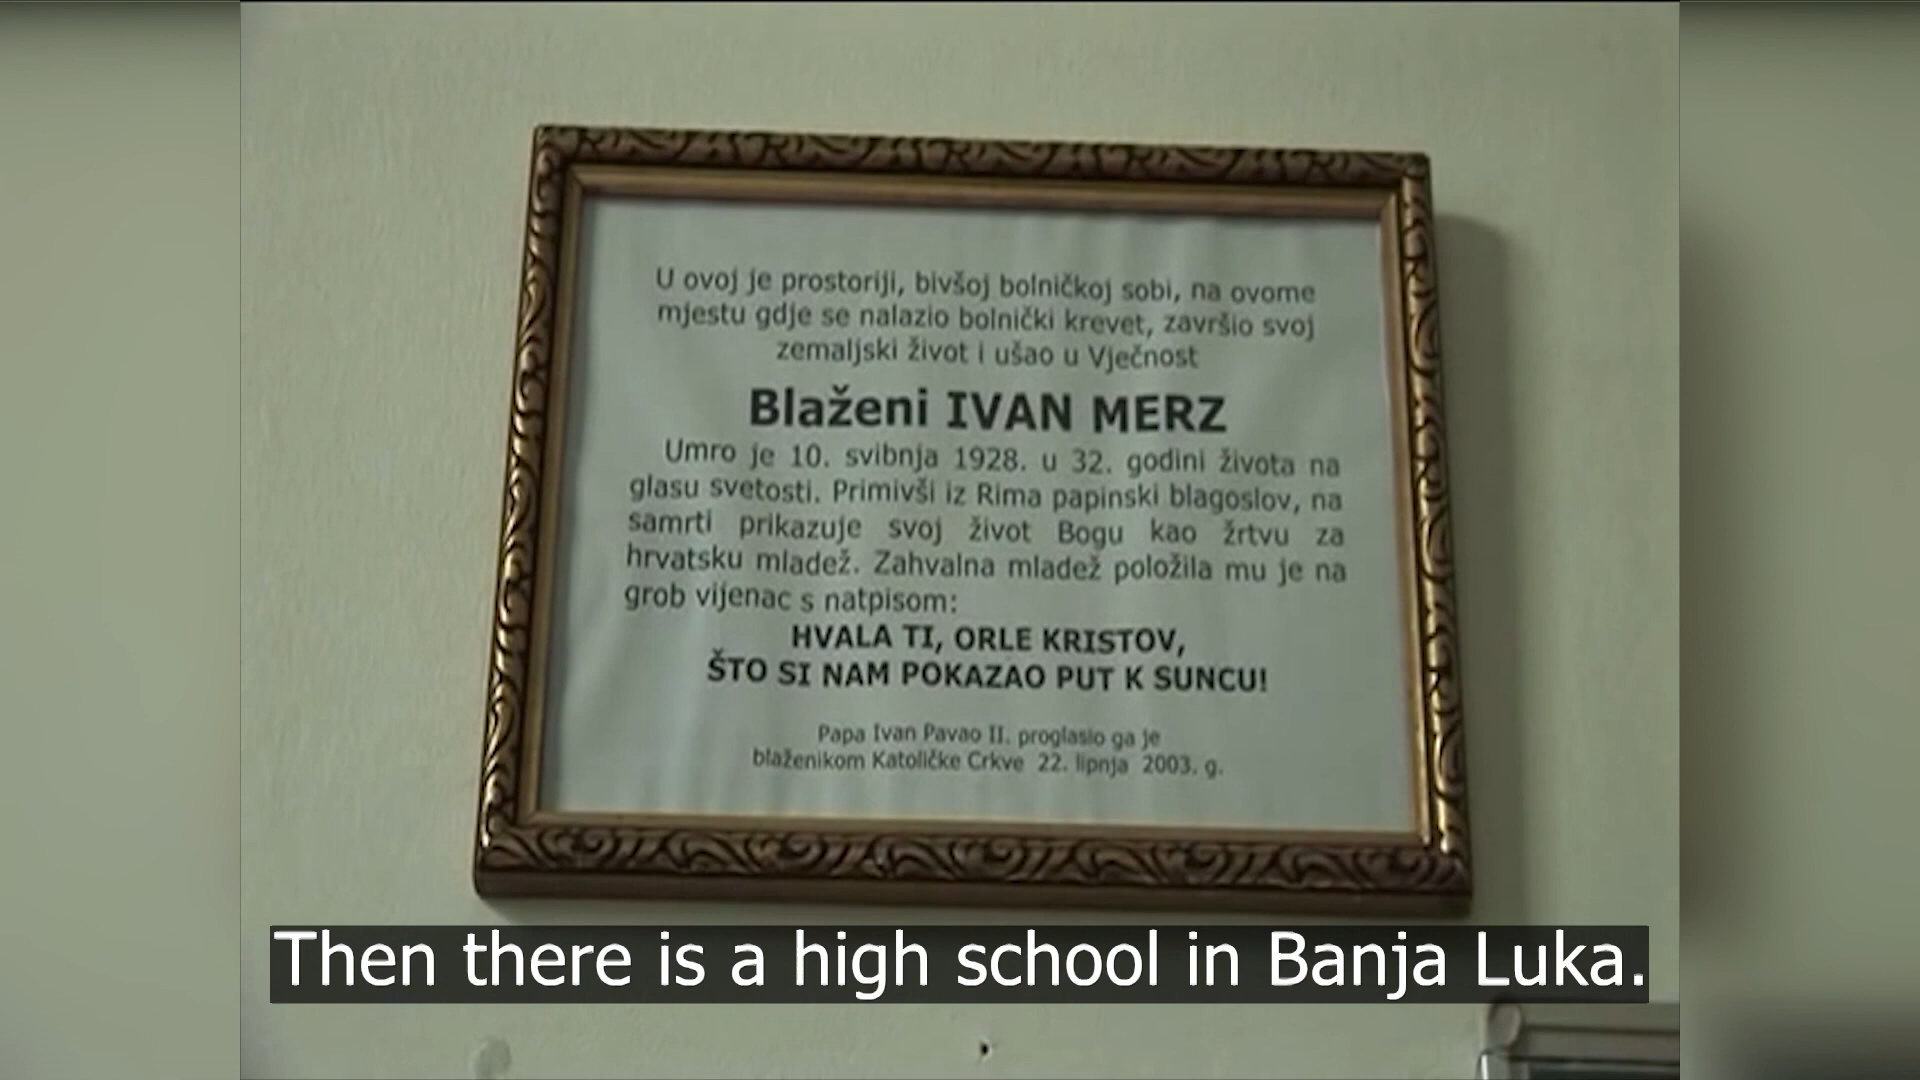 U ovoj je prostoriji, bivšoj bolničkoj sobi, na ovome
mjestu gdje se nalazio bolnički krevet, završio svoj
zemaljski život i ušao u Vječnost
Blaženi IVAN MERZ
Umro je 10. svibnja 1928. u 32. godini života na
glasu svetosti. Primivši iz Rima papinski blagoslov, na
samrti prikazuje svoj život Bogu kao žrtvu za
hrvatsku mladež. Zahvalna mladež položila mu je na
grob vijenac s natpisom:
HVALA TI, ORLE KRISTOV,
ŠTO SI NAM POKAZAO PUT K SUNCU!
Papa Ivan Pavao II. proglasio ga je
blaženikom Katoličke Crkve 22. lipnja 2003. g.
Then there is a high school in Banja Luka.